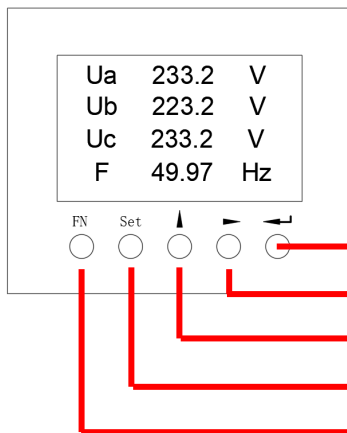 Ua 233.2 V
Ub 223.2 V
Uc 233.2 V
F 49.97 Hz
FN Set